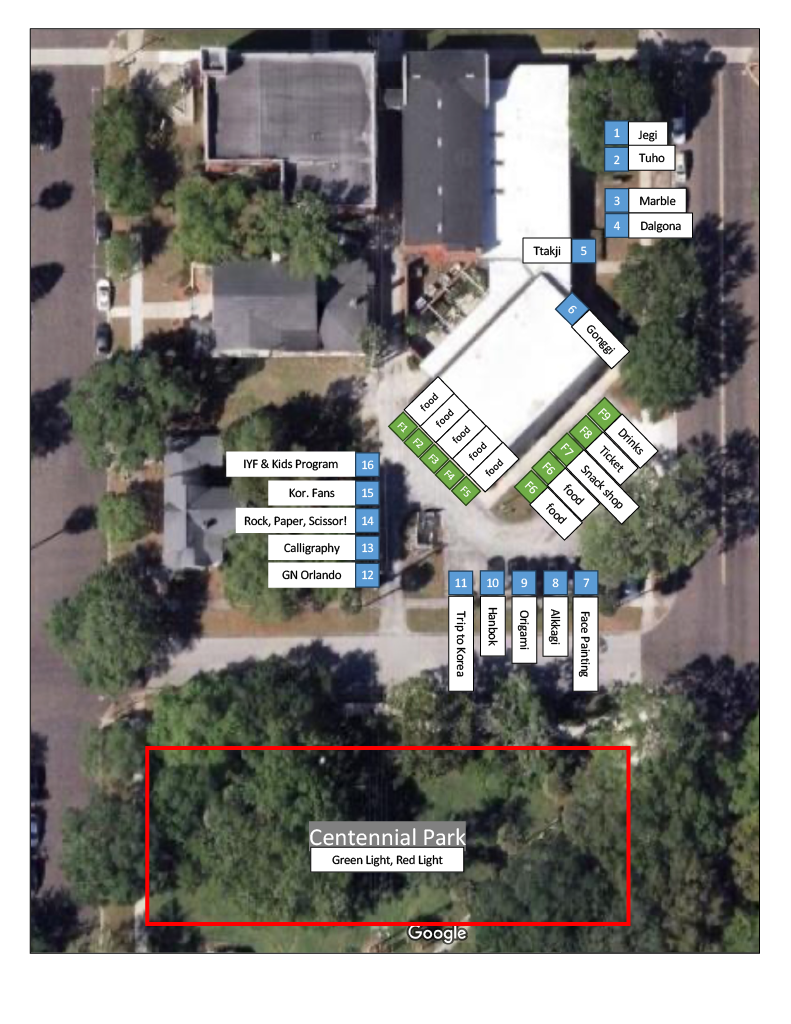 1 Jegi
2 Tuho
3 Marble
4 Dalgona
Ttakji 5
6 Gonggi
F1 food
F2 food
F3 food
F4 food
F5 food
F9 Drinks
F8 Ticket
F7 Snack shop
F6 food
F6 food
IYF & Kids Program 16
Kor. Fans 15
Rock, Paper, Scissor! 14
Calligraphy 13
GN Orlando 12
11 Trip to Korea
10 Hanbok
9 Origami
8 Alkkagi
7 Face Painting
Centennial Park
Green Light, Red Light
Google